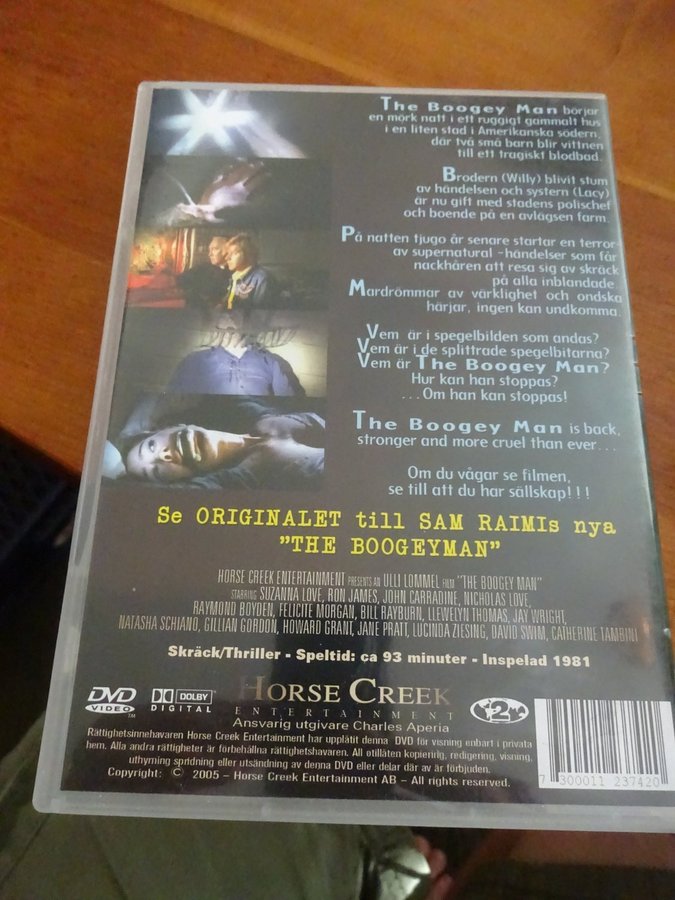 The Boogey Man börjar
en mörk natt i ett ruggigt gammalt hus
i en liten stad i Amerikanska södern,
där två små barn blir vittnen
till ett tragiskt blodbad.
Brodern (Willy) blivit stum
av händelsen och systern (Lacy)
är nu gift med stadens polischef
och boende på en avlägsen farm.
På natten tjugo år senare startar en terror-
av supernatural -händelser som får
nackhåren att resa sig av skräck
på alla inblandade.
Mardrömmar av värklighet och ondska
härjar, ingen kan undkomma.
Vem är i spegelbilden som andas?
Vem är i de splittrade spegelbitarna?
Vem är The Boogey Man?
Hur kan han stoppas?
...Om han kan stoppas!
The Boogey Man is back,
stronger and more cruel than ever...
Om du vågar se filmen,
se till att du har sällskap!!!
Se ORIGINALET till SAM RAIMIs nya
"THE BOOGEYMAN"
HORSE CREEK ENTERTAINMENT PRESENTS AN ULLI LOMMEL FILM "THE BOOGEY MAN"
STARRING SUZANNA LOVE, RON JAMES, JOHN CARRADINE, NICHOLAS LOVE,
RAYMOND BOYDEN, FELICITE MORGAN, BILL RAYBURN, LLEWELYN THOMAS, JAY WRIGHT,
NATASHA SCHIANO, GILLIAN GORDON, HOWARD GRANT, JANE PRATT, LUCINDA ZIESING, DAVID SWIM, CATHERINE TAMBINI
Skräck/Thriller - Speltid: ca 93 minuter - Inspelad 1981
DVD VIDEO TM
DOLBY DIGITAL
HORSE CREEK
ENTERTAINMENT
Ansvarig utgivare Charles Aperia
2
Rättighetsinnehavaren Horse Creek Entertainment har upplåtit denna DVD för visning enbart i privata
hem. Alla andra rättigheter är förbehållna rättighetshavaren. All otillåten kopieririg, redigering, visning,
uthyrning spridning eller utsändning av denna DVD eller delar där av är förbjuden.
Copyright: © 2005 - Horse Creek Entertainment AB - All rights reserved.
7 300011 237420